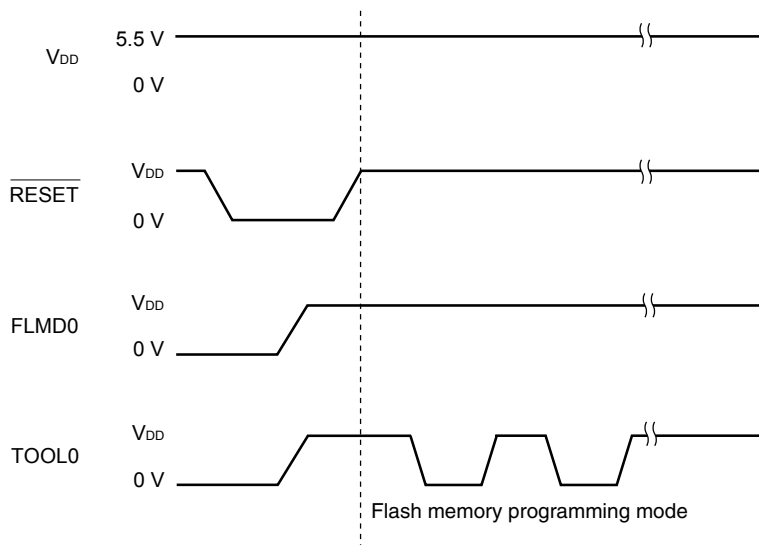 VDD
5.5 V
0 V
RESET
VDD
0 V
FLMD0
VDD
0 V
TOOL0
VDD
0 V
Flash memory programming mode